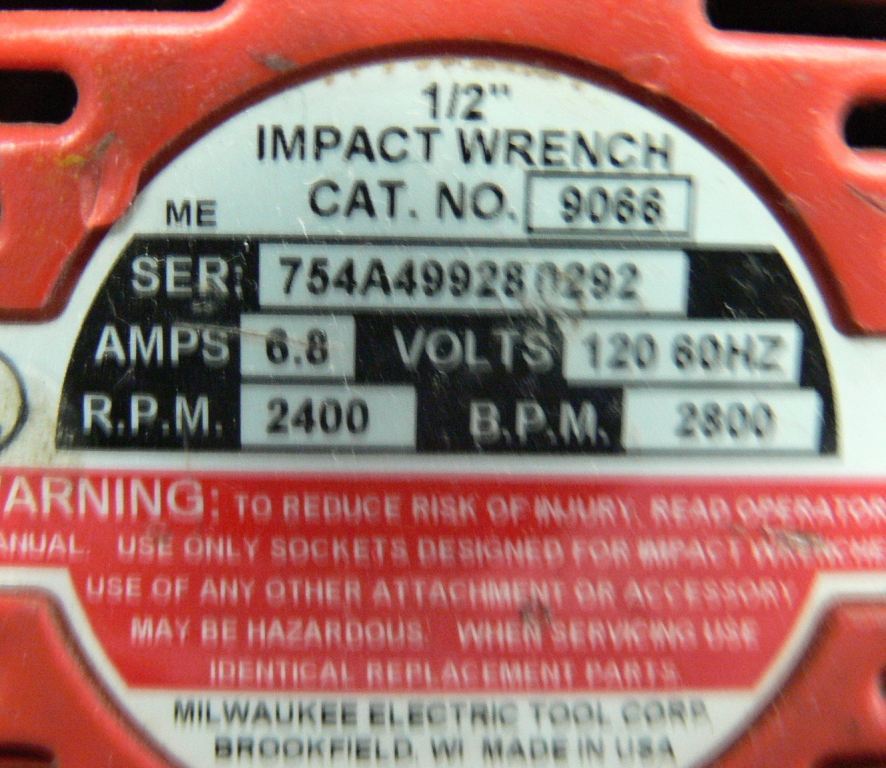 1/2"
IMPACT WRENCH
ME CAT. NO. 9066
SER: 754A499280292
AMPS 6.8 VOLTS 120 60HZ
R.P.M. 2400 B.P.M. 2800
ARNING: TO REDUCE RISK OF INJURY, READ OPERATOR
ANUAL. USE ONLY SOCKETS DESIGNED FOR IMPACT WRENCHE
USE OF ANY OTHER ATTACHMENT OR ACCESSORY
MAY BE HAZARDOUS. WHEN SERVICING USE
IDENTICAL REPLACEMENT PARTS.
MILWAUKEE ELECTRIC TOOL CORP.
BROOKFIELD, WI MADE IN USA